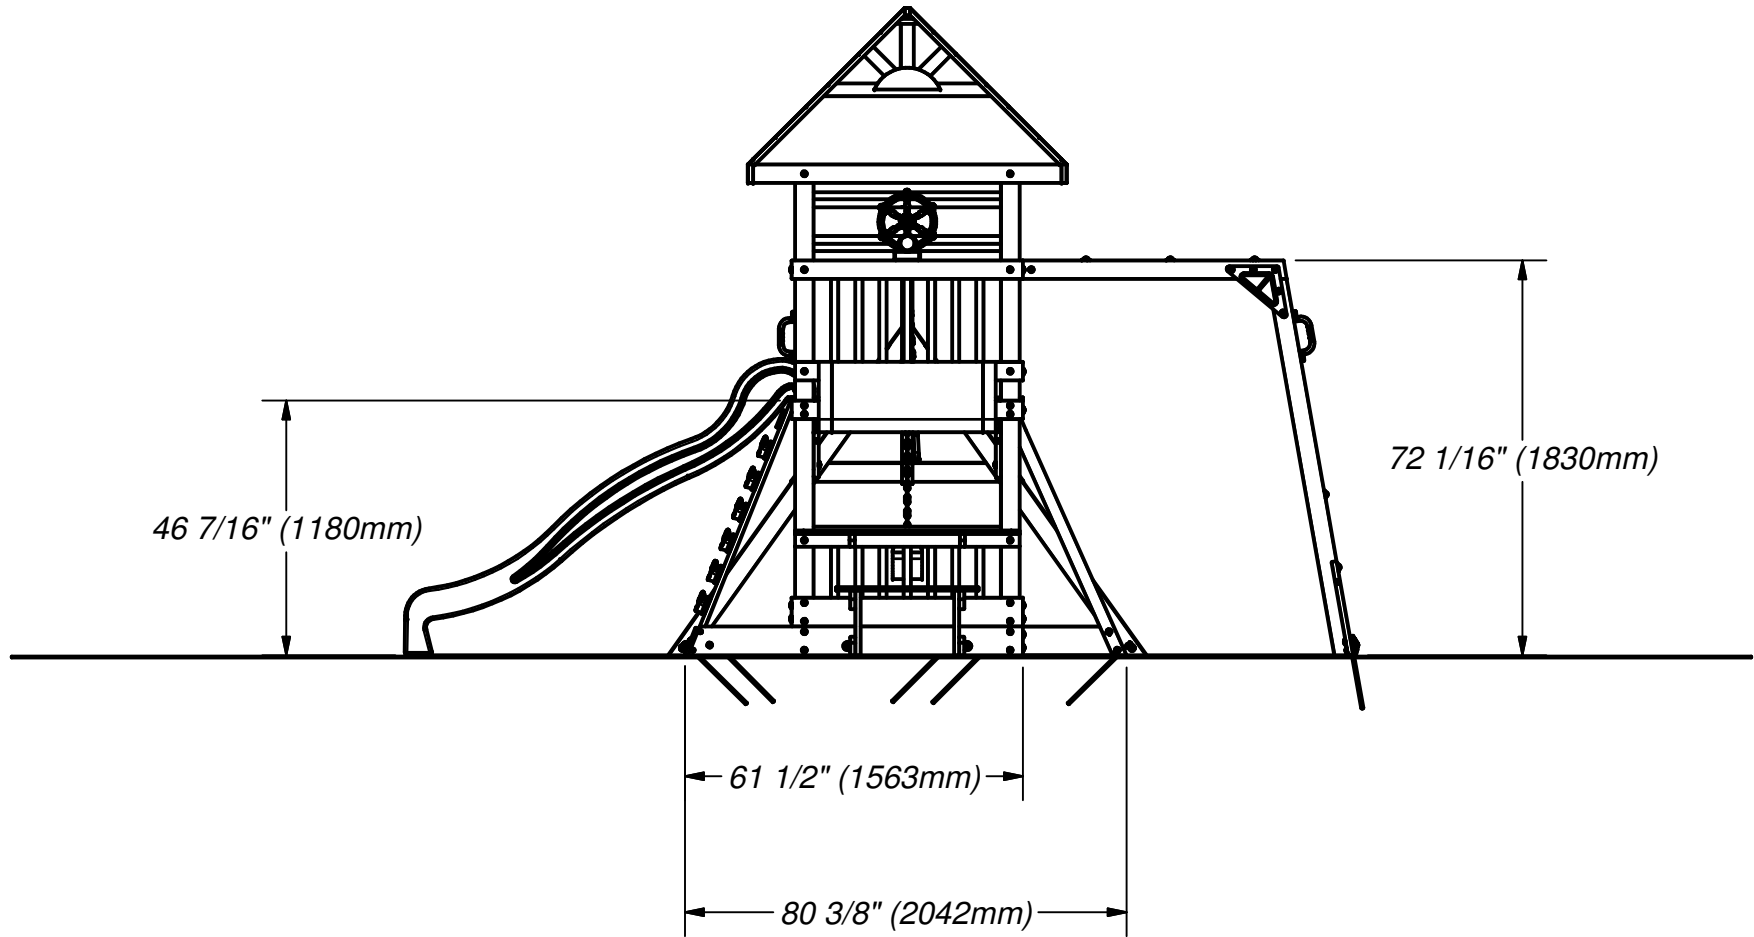 72 1/16" (1830mm)
46 7/16" (1180mm)
61 1/2" (1563mm)
80 3/8" (2042mm)